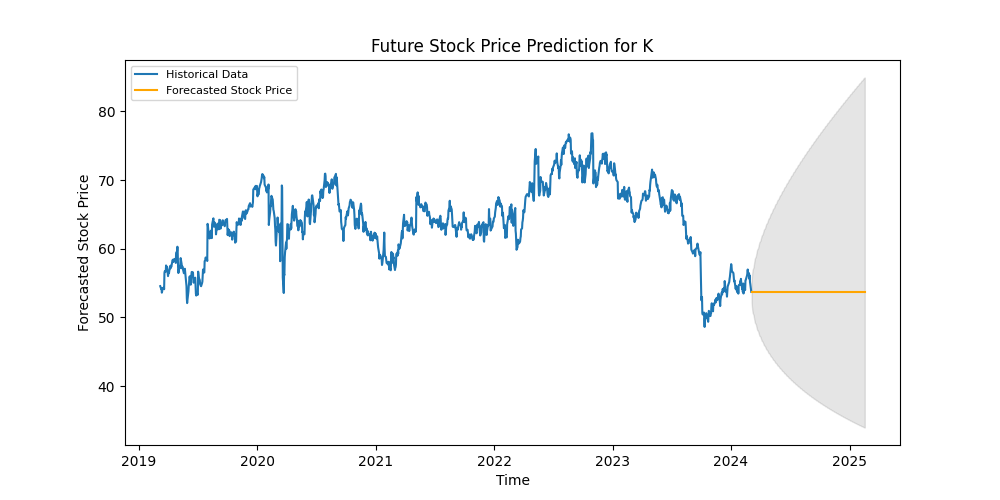 Future Stock Price Prediction for K
Historical Data
Forecasted Stock Price
Forecasted Stock Price
80
70
60
50
40
2019
2020
2021
2022
2023
2024
2025
Time